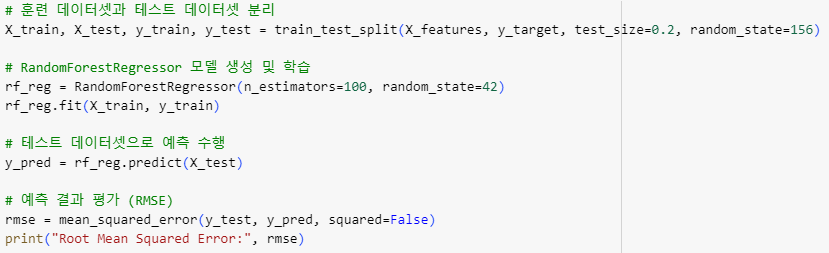 # 훈련 데이터셋과 테스트 데이터셋 분리
X_train, X_test, y_train, y_test = train_test_split(X_features, y_target, test_size=0.2, random_state=156)
# RandomForestRegressor 모델 생성 및 학습
rf_reg = RandomForestRegressor(n_estimators=100, random_state=42)
rf_reg.fit(X_train, y_train)
# 테스트 데이터셋으로 예측 수행
y_pred = rf_reg.predict(X_test)
# 예측 결과 평가 (RMSE)
rmse = mean_squared_error(y_test, y_pred, squared=False)
print("Root Mean Squared Error:", rmse)